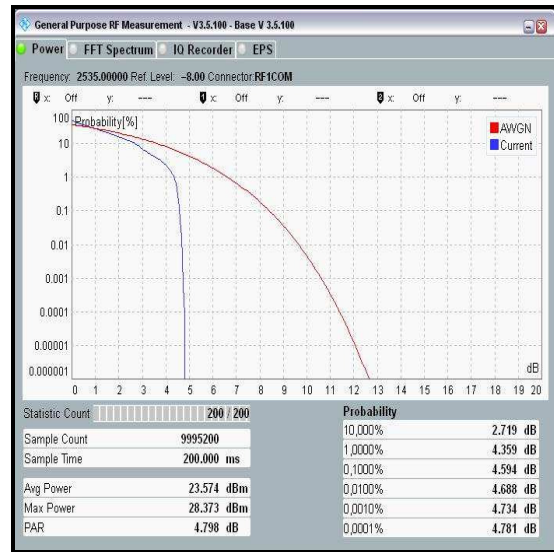 General Purpose RF Measurement - V3.5.100 - Base V 3.5.100
Power FFT Spectrum IQ Recorder EPS
Frequency: 2535.00000 Ref. Level: -8.00 Connector:RF1COM
x: Off y: --- x: Off y: --- 2 x: Off y: ---
Probability[%]
AWGN
Current
100
10
1
0.1
0.01
0.001
0.0001
0.00001
0.000001
dB
0 1 2 3 4 5 6 7 8 9 10 11 12 13 14 15 16 17 18 19 20
Statistic Count 200 / 200
Sample Count 9995200
Sample Time 200.000 ms
Avg Power 23.574 dBm
Max Power 28.373 dBm
PAR 4.798 dB
Probability
10,000% 2.719 dB
1,0000% 4.359 dB
0,1000% 4.594 dB
0,0100% 4.688 dB
0,0010% 4.734 dB
0,0001% 4.781 dB